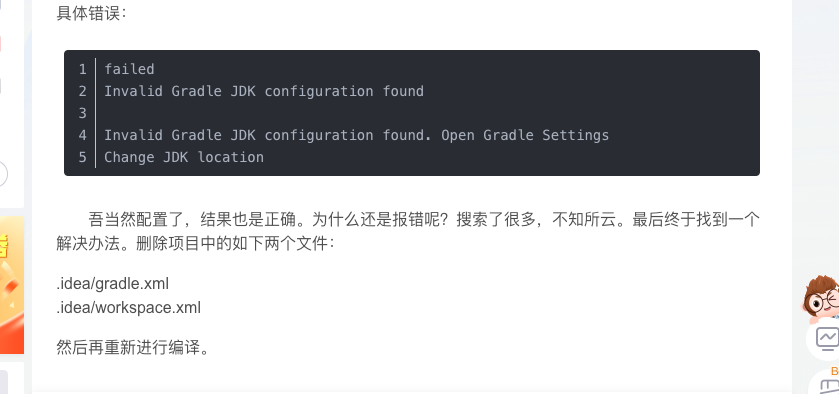 具体错误：
1 failed
2 Invalid Gradle JDK configuration found
3
4 Invalid Gradle JDK configuration found. Open Gradle Settings
5 Change JDK location
吾当然配置了，结果也是正确。为什么还是报错呢？搜索了很多，不知所云。最后终于找到一个
解决办法。删除项目中的如下两个文件：
.idea/gradle.xml
.idea/workspace.xml
然后再重新进行编译。